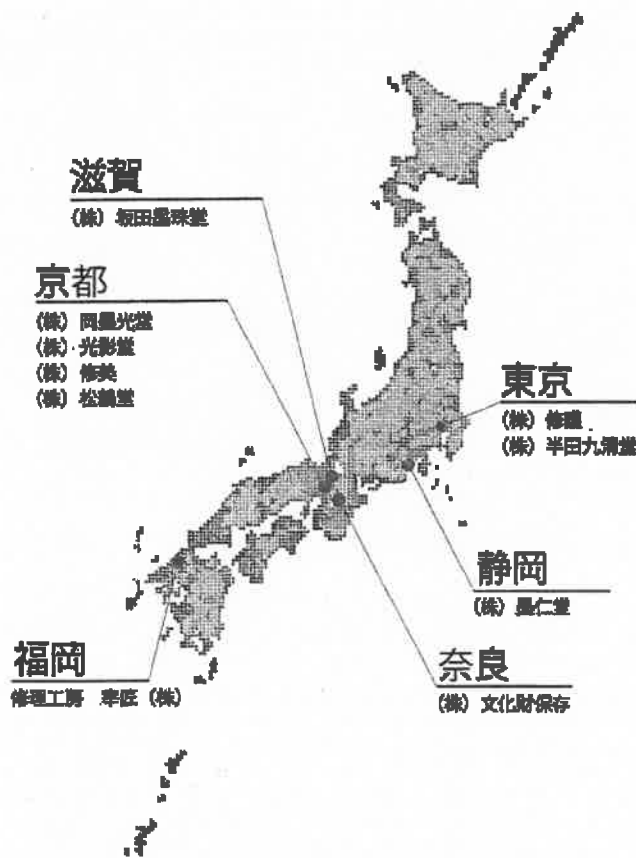 滋賀
(株) 坂田墨珠堂
京都
(株) 岡墨光堂
(株) 光影堂
(株) 修美
(株) 松鶴堂
東京
(株) 修護
(株) 半田九清堂
静岡
(株) 墨仁堂
福岡
修理工房 宰匠 (株)
奈良
(株) 文化財保存